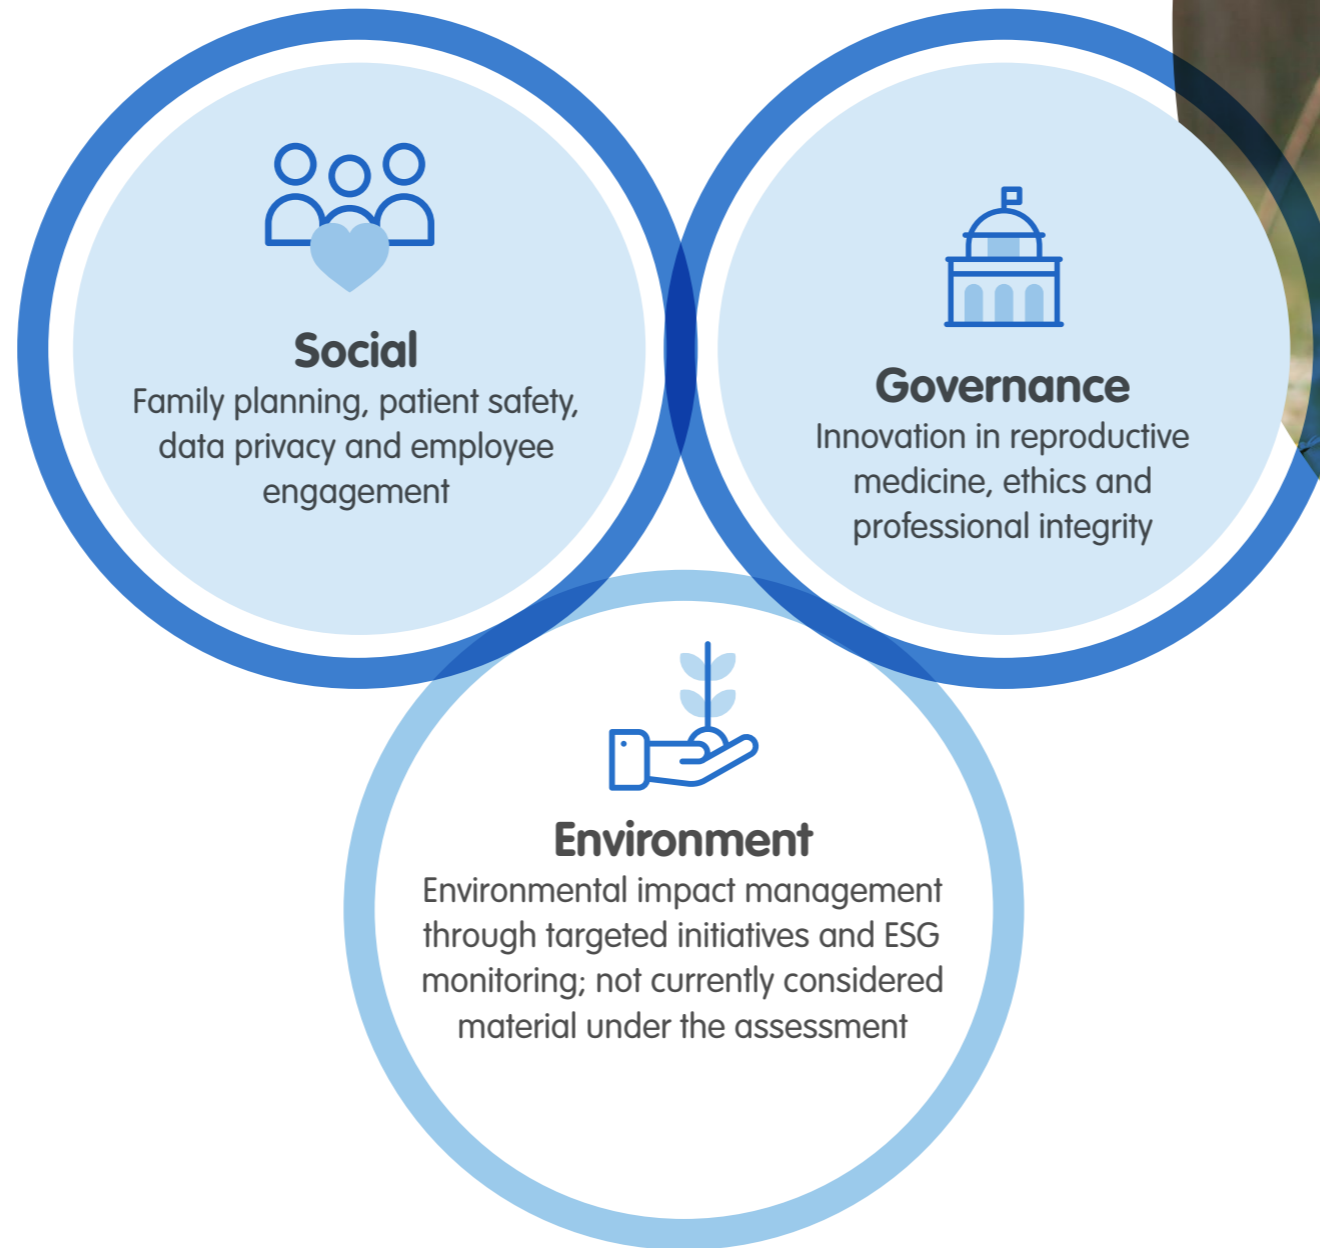 Social
Family planning, patient safety,
data privacy and employee
engagement
Governance
Innovation in reproductive
medicine, ethics and
professional integrity
Environment
Environmental impact management
through targeted initiatives and ESG
monitoring; not currently considered
material under the assessment